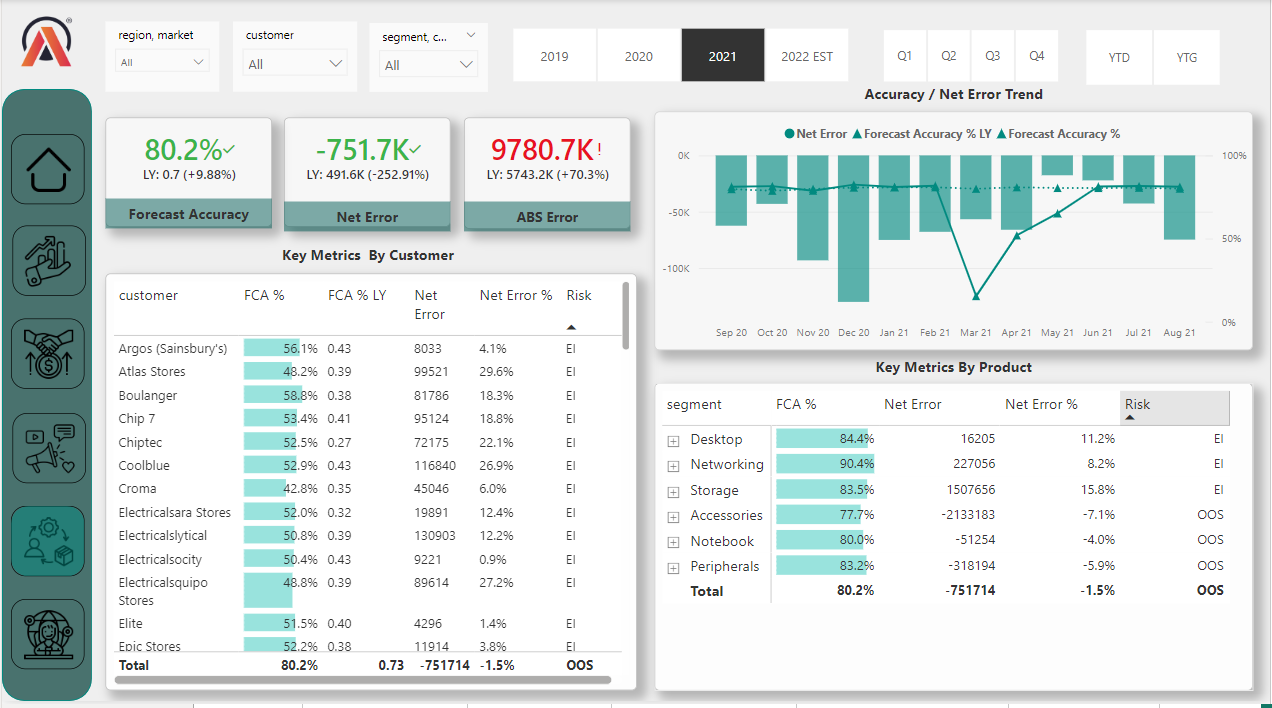 region, market
All
customer
All
segment, c...
All
2019
2020
2021
2022 EST
Q1
Q2
Q3
Q4
YTD
YTG
80.2%
LY: 0.7 (+9.88%)
Forecast Accuracy
-751.7K
LY: 491.6K (-252.91%)
Net Error
9780.7K!
LY: 5743.2K (+70.3%)
ABS Error
Accuracy / Net Error Trend
Net Error Forecast Accuracy % LY Forecast Accuracy %
0K
-50K
-100K
100%
50%
0%
Sep 20 Oct 20 Nov 20 Dec 20 Jan 21 Feb 21 Mar 21 Apr 21 May 21 Jun 21 Jul 21 Aug 21
Key Metrics By Customer
customer FCA % FCA % LY Net Error Net Error % Risk
Argos (Sainsbury's) 56.1% 0.43 8033 4.1% EI
Atlas Stores 48.2% 0.39 99521 29.6% EI
Boulanger 58.8% 0.38 81786 18.3% EI
Chip 7 53.4% 0.41 95124 18.8% EI
Chiptec 52.5% 0.27 72175 22.1% EI
Coolblue 52.9% 0.43 116840 26.9% EI
Croma 42.8% 0.35 45046 6.0% EI
Electricalsara Stores 52.0% 0.32 19891 12.4% EI
Electricalslytical 50.8% 0.39 130903 12.2% EI
Electricalsocity 50.4% 0.43 9221 0.9% EI
Electricalsquipo 48.8% 0.39 89614 27.2% EI
Stores
Elite 51.5% 0.40 4296 1.4% EI
Epic Stores 52.2% 0.38 11914 3.8% EI
Total 80.2% 0.73 -751714 -1.5% OOS
Key Metrics By Product
segment FCA % Net Error Net Error % Risk
Desktop 84.4% 16205 11.2% EI
Networking 90.4% 227056 8.2% EI
Storage 83.5% 1507656 15.8% EI
Accessories 77.7% -2133183 -7.1% OOS
Notebook 80.0% -51254 -4.0% OOS
Peripherals 83.2% -318194 -5.9% OOS
Total 80.2% -751714 -1.5% OOS